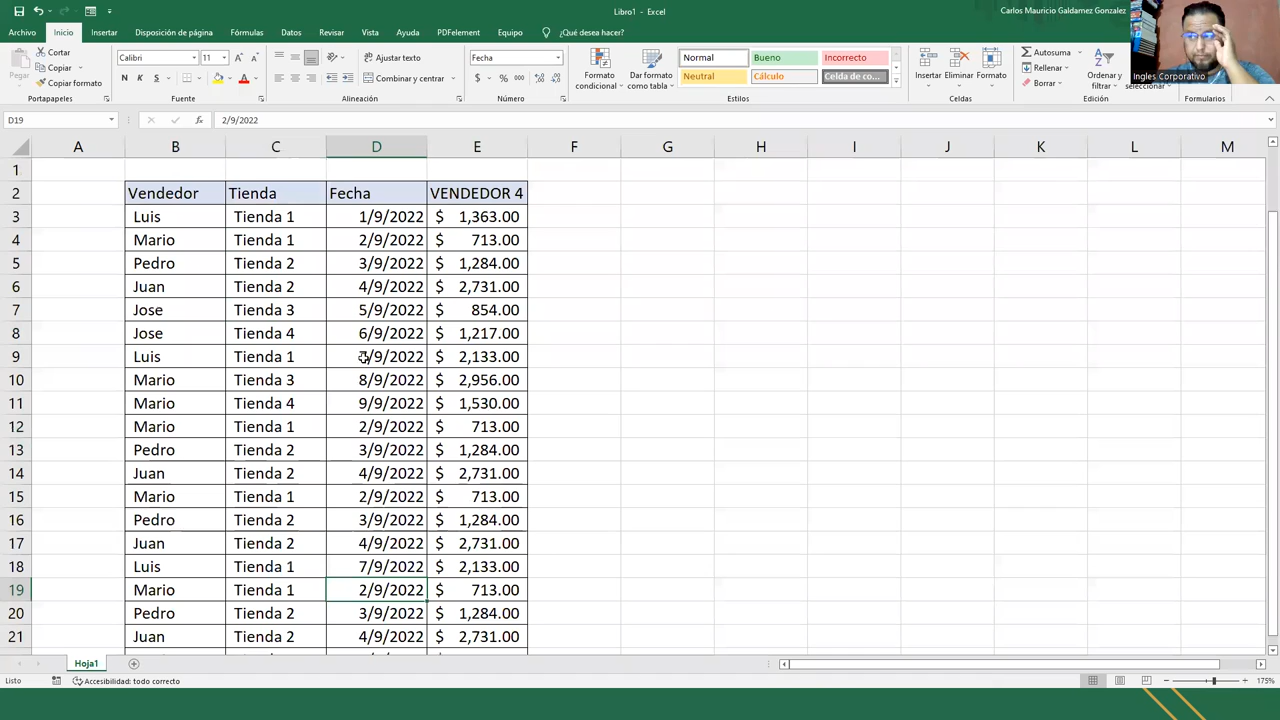 Libro1 - Excel
Carlos Mauricio Galdamez Gonzalez
Archivo Inicio Insertar Disposición de página Fórmulas Datos Revisar Vista Ayuda PDFelement Equipo ¿Qué desea hacer?
Pegar
Cortar
Copiar
Copiar formato
Portapapeles
Calibri 11
N K S
Fuente
Ajustar texto
Combinar y centrar
Alineación
Fecha
$ % 000
Número
Formato condicional
Dar formato como tabla
Normal Bueno Incorrecto
Neutral Cálculo Celda de co...
Estilos
Insertar Eliminar Formato
Celdas
Autosuma
Rellenar
Borrar
Ordenar y filtrar
Edición
seleccionar
Formularios
Ingles Corporativo
D19 fx 2/9/2022
A B C D E F G H I J K L M
1
2 Vendedor Tienda Fecha VENDEDOR 4
3 Luis Tienda 1 1/9/2022 $ 1,363.00
4 Mario Tienda 1 2/9/2022 $ 713.00
5 Pedro Tienda 2 3/9/2022 $ 1,284.00
6 Juan Tienda 2 4/9/2022 $ 2,731.00
7 Jose Tienda 3 5/9/2022 $ 854.00
8 Jose Tienda 4 6/9/2022 $ 1,217.00
9 Luis Tienda 1 /9/2022 $ 2,133.00
10 Mario Tienda 3 8/9/2022 $ 2,956.00
11 Mario Tienda 4 9/9/2022 $ 1,530.00
12 Mario Tienda 1 2/9/2022 $ 713.00
13 Pedro Tienda 2 3/9/2022 $ 1,284.00
14 Juan Tienda 2 4/9/2022 $ 2,731.00
15 Mario Tienda 1 2/9/2022 $ 713.00
16 Pedro Tienda 2 3/9/2022 $ 1,284.00
17 Juan Tienda 2 4/9/2022 $ 2,731.00
18 Luis Tienda 1 7/9/2022 $ 2,133.00
19 Mario Tienda 1 2/9/2022 $ 713.00
20 Pedro Tienda 2 3/9/2022 $ 1,284.00
21 Juan Tienda 2 4/9/2022 $ 2,731.00
Hoja1
Listo Accesibilidad: todo correcto 175%